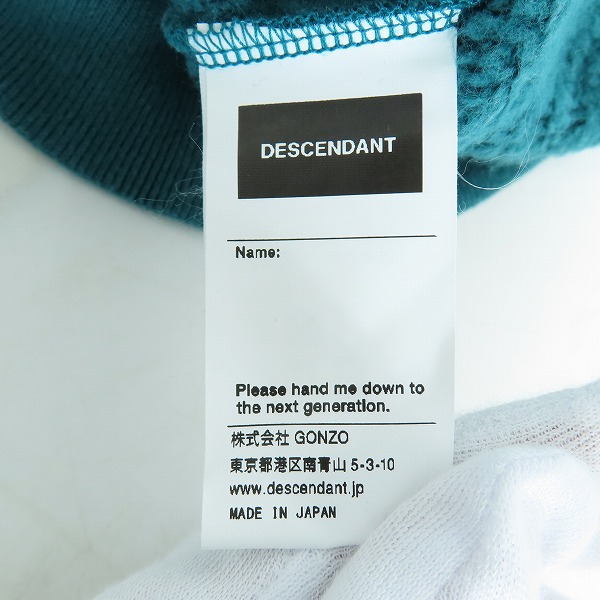 DESCENDANT
Name:
Please hand me down to
the next generation.
株式会社 GONZO
東京都港区南青山 5-3-10
www.descendant.jp
MADE IN JAPAN